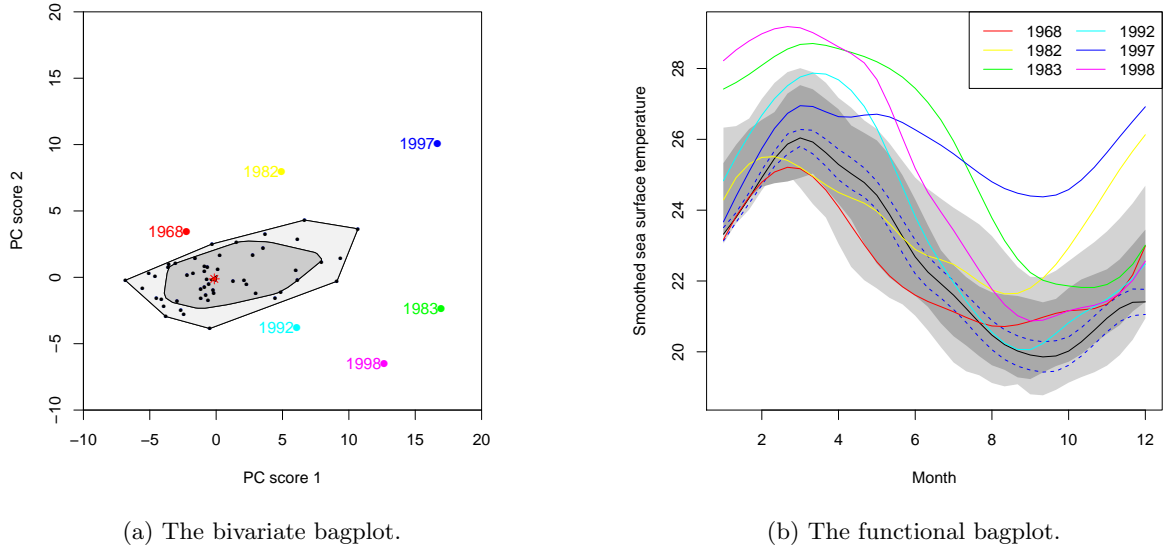 20
15
10
5
0
−5
−10
PC score 2
1997
1982
1968
1983
1992
1998
−10 −5 0 5 10 15 20
PC score 1
(a) The bivariate bagplot.
28
26
24
22
20
Smoothed sea surface temperature
1968 1992
1982 1997
1983 1998
2 4 6 8 10 12
Month
(b) The functional bagplot.